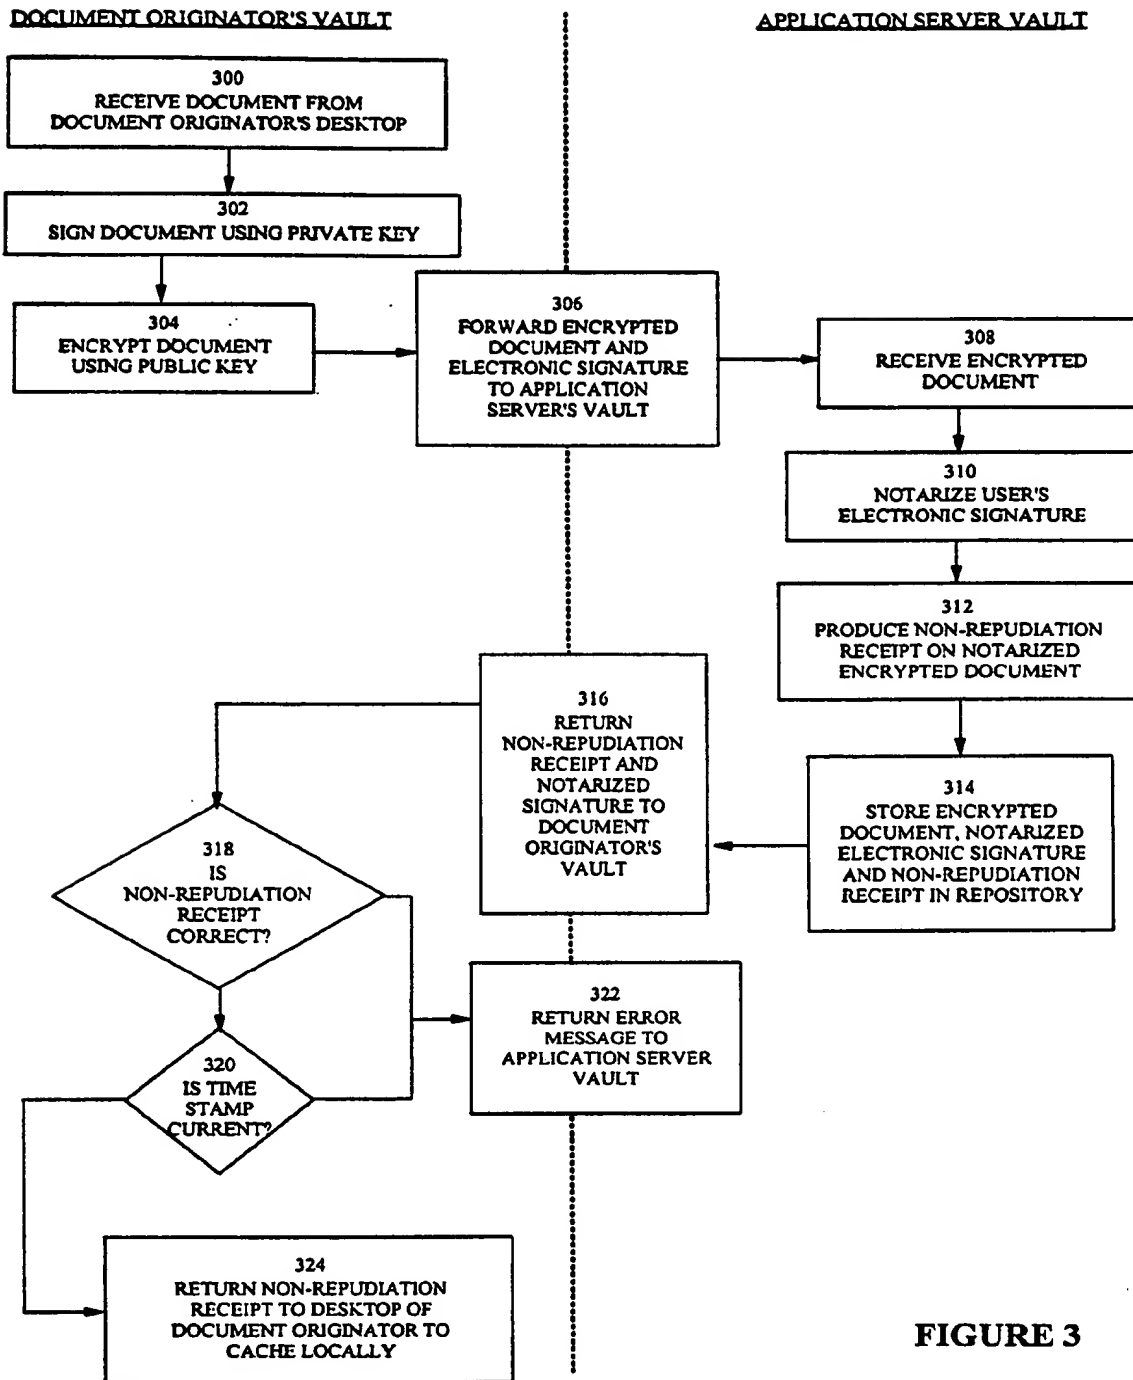 DOCUMENT ORIGINATOR'S VAULT
APPLICATION SERVER VAULT
300
RECEIVE DOCUMENT FROM
DOCUMENT ORIGINATOR'S DESKTOP
302
SIGN DOCUMENT USING PRIVATE KEY
304
ENCRYPT DOCUMENT
USING PUBLIC KEY
306
FORWARD ENCRYPTED
DOCUMENT AND
ELECTRONIC SIGNATURE
TO APPLICATION
SERVER'S VAULT
308
RECEIVE ENCRYPTED
DOCUMENT
310
NOTARIZE USER'S
ELECTRONIC SIGNATURE
312
PRODUCE NON-REPUDIATION
RECEIPT ON NOTARIZED
ENCRYPTED DOCUMENT
314
STORE ENCRYPTED
DOCUMENT, NOTARIZED
ELECTRONIC SIGNATURE
AND NON-REPUDIATION
RECEIPT IN REPOSITORY
316
RETURN
NON-REPUDIATION
RECEIPT AND
NOTARIZED
SIGNATURE TO
DOCUMENT
ORIGINATOR'S
VAULT
318
IS
NON-REPUDIATION
RECEIPT
CORRECT?
320
IS TIME
STAMP
CURRENT?
322
RETURN ERROR
MESSAGE TO
APPLICATION SERVER
VAULT
324
RETURN NON-REPUDIATION
RECEIPT TO DESKTOP OF
DOCUMENT ORIGINATOR TO
CACHE LOCALLY
FIGURE 3